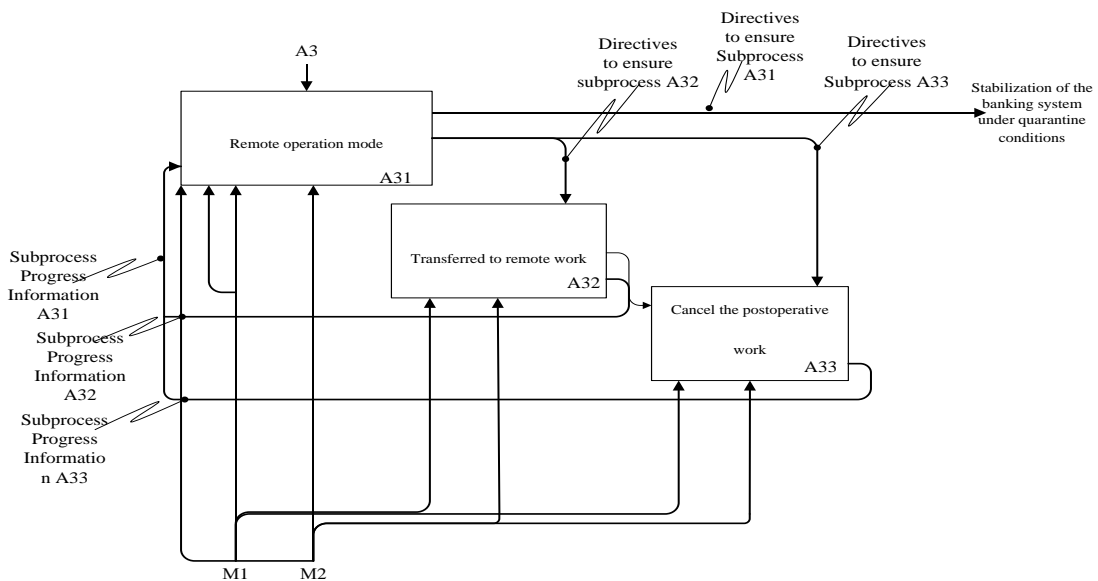 A3
Directives
to ensure
subprocess A32
Directives
to ensure
Subprocess
A31
Directives
to ensure
Subprocess A33
Stabilization of the
banking system
under quarantine
conditions
Remote operation mode
A31
Transferred to remote work
A32
Cancel the postoperative
work
A33
Subprocess
Progress
Information
A31
Subprocess
Progress
Information
A32
Subprocess
Progress
Informatio
n A33
M1
M2